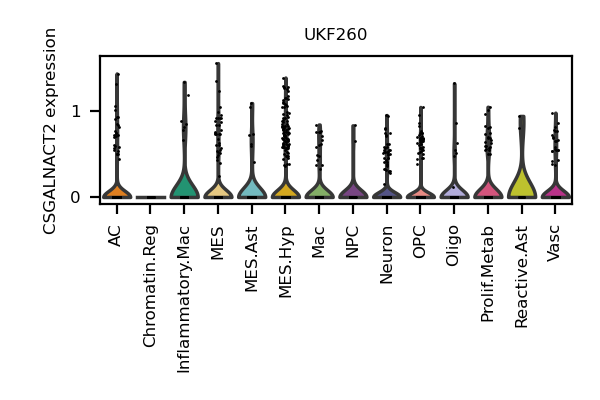 UKF260
CSGALNACT2 expression
1
0
AC
Chromatin.Reg
Inflammatory.Mac
MES
MES.Ast
MES.Hyp
Mac
NPC
Neuron
OPC
Oligo
Prolif.Metab
Reactive.Ast
Vasc